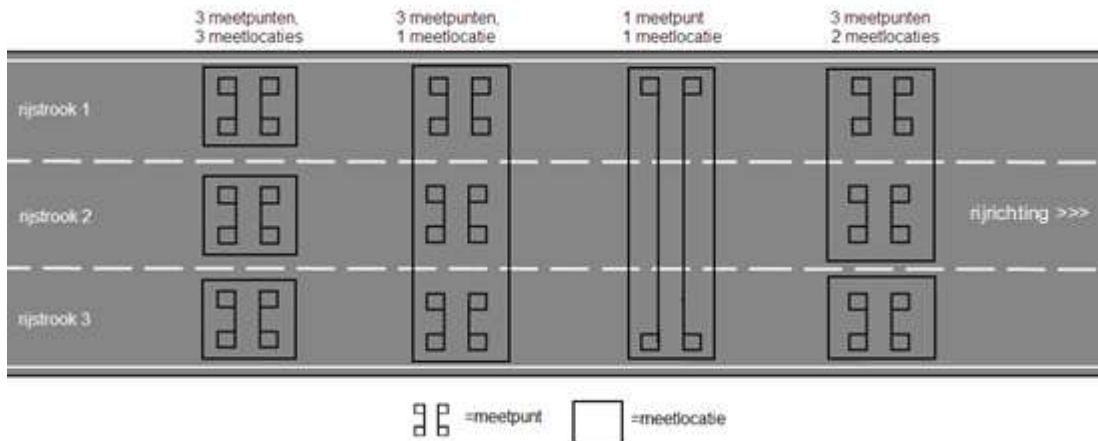 3 meetpunten,
3 meetlocaties
3 meetpunten,
1 meetlocatie
1 meetpunt
1 meetlocatie
3 meetpunten
2 meetlocaties
rijstrook 1
rijstrook 2
rijrichting >>>
rijstrook 3
=meetpunt
=meetlocatie